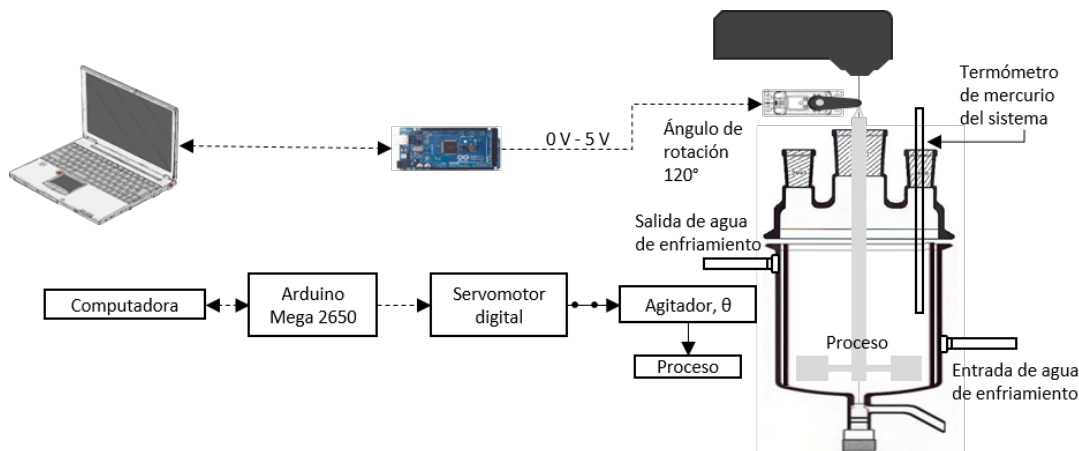 Termómetro
de mercurio
del sistema
0 V - 5 V
Ángulo de
rotación
120°
Salida de agua
de enfriamiento
Computadora
Arduino
Mega 2650
Servomotor
digital
Agitador, θ
Proceso
Proceso
Entrada de agua
de enfriamiento